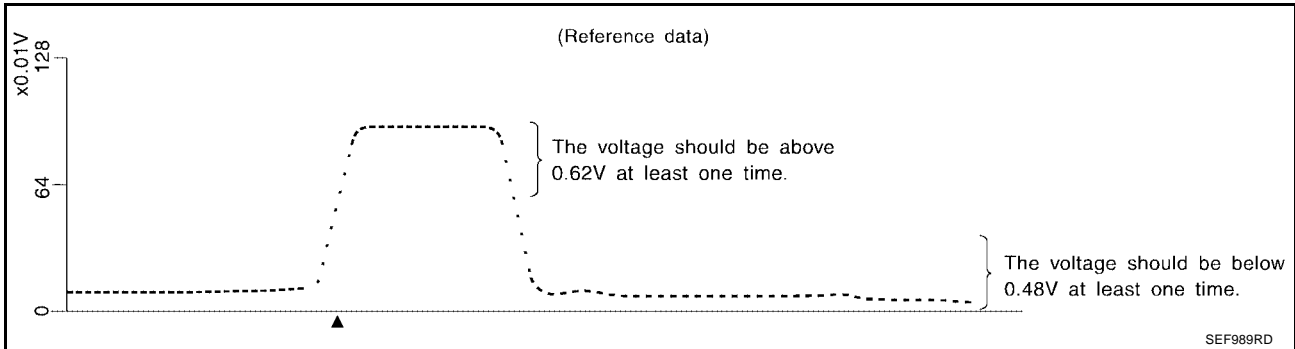 (Reference data)
x0.01V
128
64
0
The voltage should be above
0.62V at least one time.
The voltage should be below
0.48V at least one time.
SEF989RD